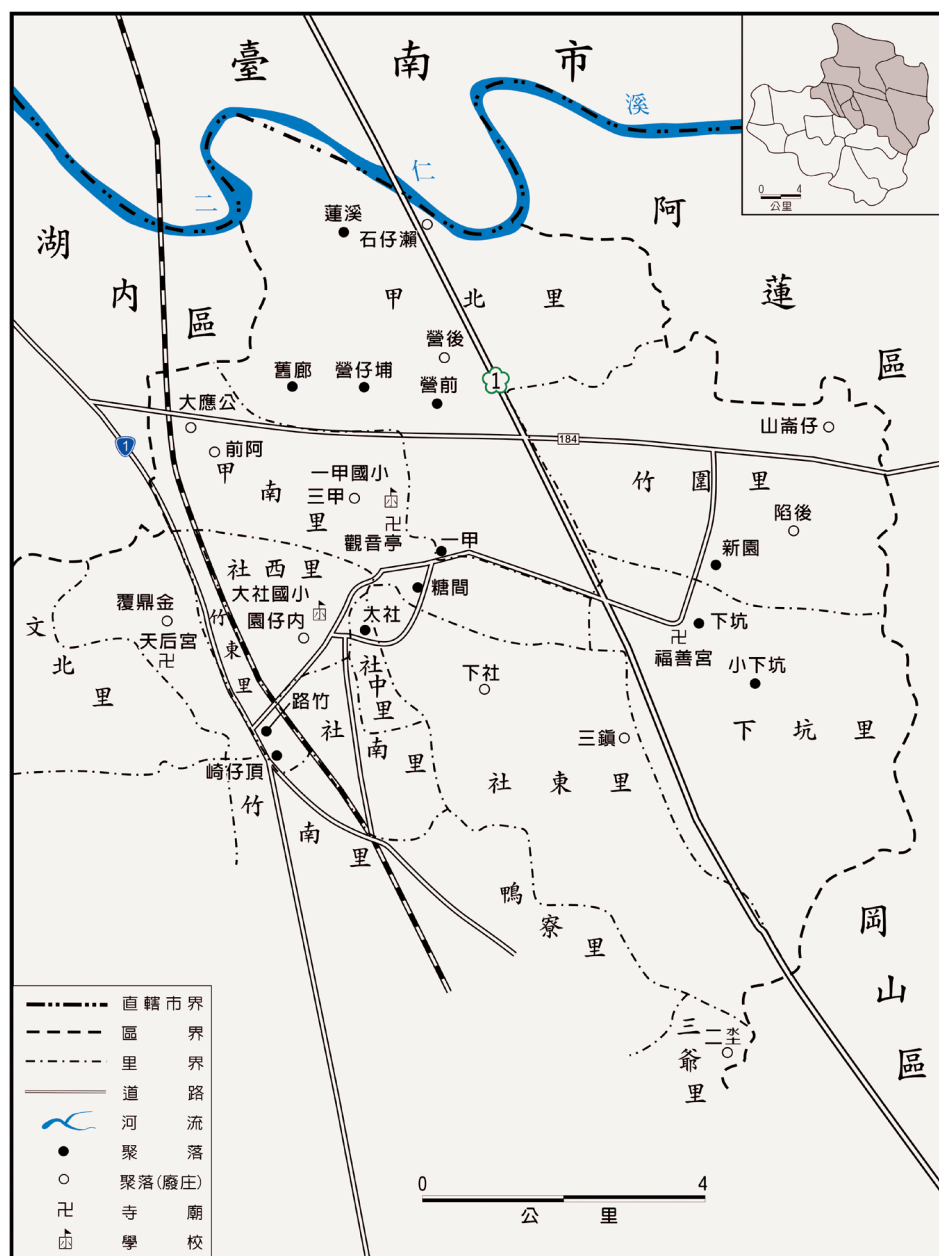 臺南市
二仁溪
0 4
公里
湖內區
阿蓮區
岡山區
蓮溪
石仔瀨
甲北里
營後
舊廍
營仔埔
營前
1
大應公
前阿
1
184
山崙仔
甲南里
一甲國小
三甲
竹圍里
陷後
觀音亭
一甲
新園
社西里
大社國小
糖間
覆鼎金
園仔內
大社
下坑
天后宮
竹東里
福善宮
文北里
社中里
下社
小下坑
路竹
社南里
三鎮
下坑里
崎仔頂
社東里
竹南里
鴨寮里
三爺里
二埊
直轄市界
區界
里界
道路
河流
聚落
聚落(廢庄)
寺廟
學校
0 4
公里